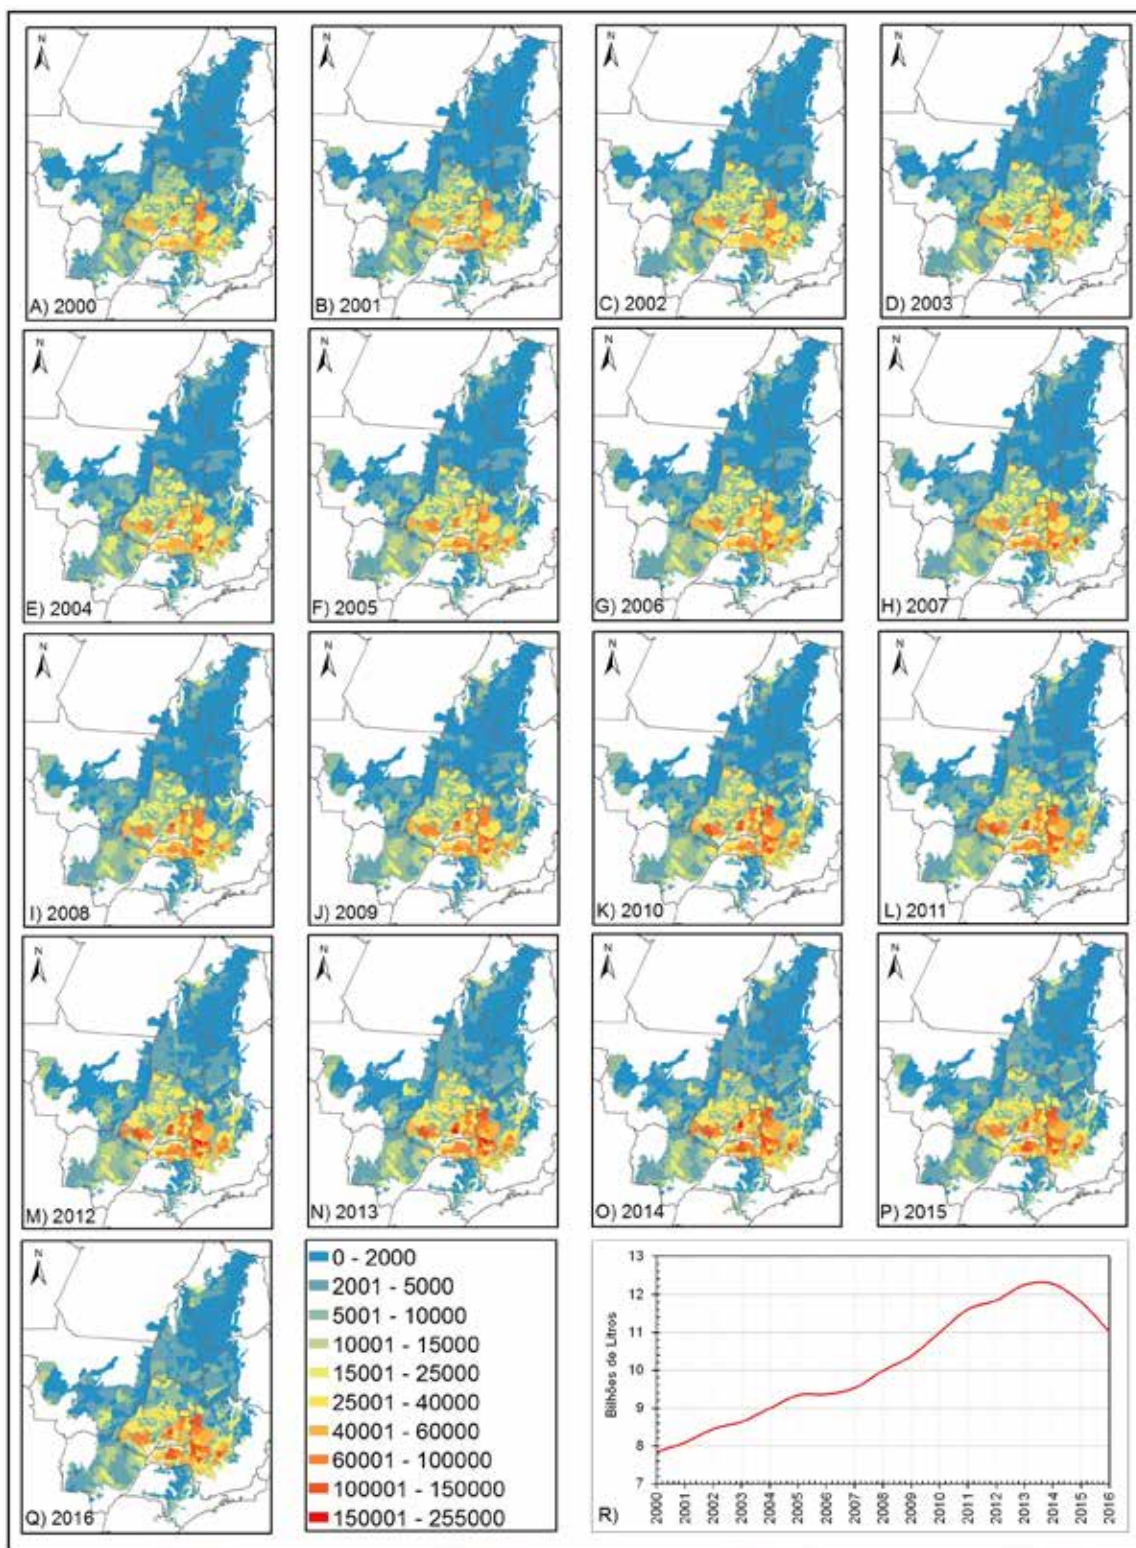 N N N N
A) 2000 B) 2001 C) 2002 D) 2003
N N N N
E) 2004 F) 2005 G) 2006 H) 2007
N N N N
I) 2008 J) 2009 K) 2010 L) 2011
N N N N
M) 2012 N) 2013 O) 2014 P) 2015
N
Q) 2016
0 - 2000
2001 - 5000
5001 - 10000
10001 - 15000
15001 - 25000
25001 - 40000
40001 - 60000
60001 - 100000
100001 - 150000
150001 - 255000
Bilhões de Litros
13
12
11
10
9
8
7
2000 2001 2002 2003 2004 2005 2006 2007 2008 2009 2010 2011 2012 2013 2014 2015 2016
R)